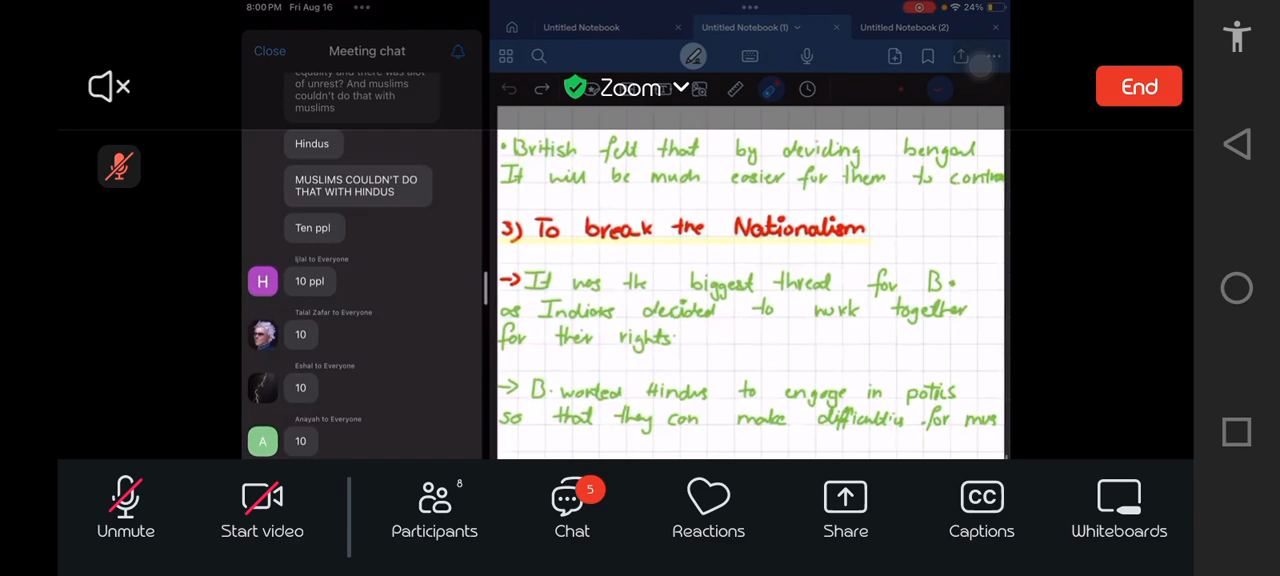 8:00 PM Fri Aug 16
24%
Close
Meeting chat
Untitled Notebook
Untitled Notebook (1)
Untitled Notebook (2)
equality and there was alot
of unrest? And muslims
couldn't do that with
muslims
Zoom
End
Hindus
MUSLIMS COULDN'T DO
THAT WITH HINDUS
Ten ppl
Ijlal to Everyone
H
10 ppl
Talal Zafar to Everyone
10
Eshal to Everyone
10
Anayah to Everyone
A
10
• British felt that by deviding bengal
It will be much easier for them to contro
3) To break the Nationalism
→ It was the biggest thread for B.
as Indians decided to work together
for their rights.
→ B. wanted Hindus to engage in potics
so that they can make difficulties for mus
Unmute
Start video
Participants
8
Chat
5
Reactions
Share
CC
Captions
Whiteboards